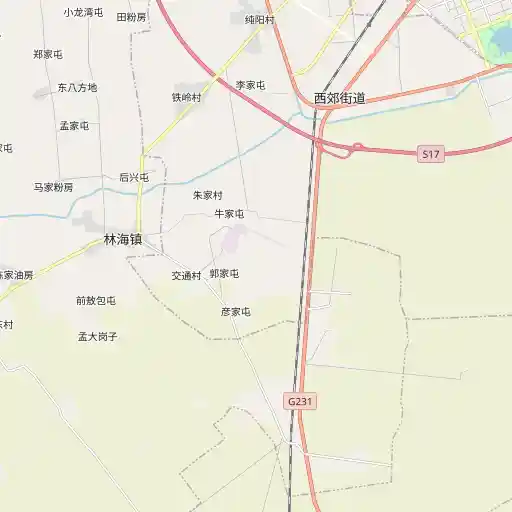 小龙湾屯
田粉房
纯阳村
郑家屯
李家屯
东八方地
铁岭村
西郊街道
孟家屯
S17
后兴屯
马家粉房
朱家村
牛家屯
林海镇
家油房
交通村
郭家屯
前敖包屯
彦家屯
村
孟大岗子
G231